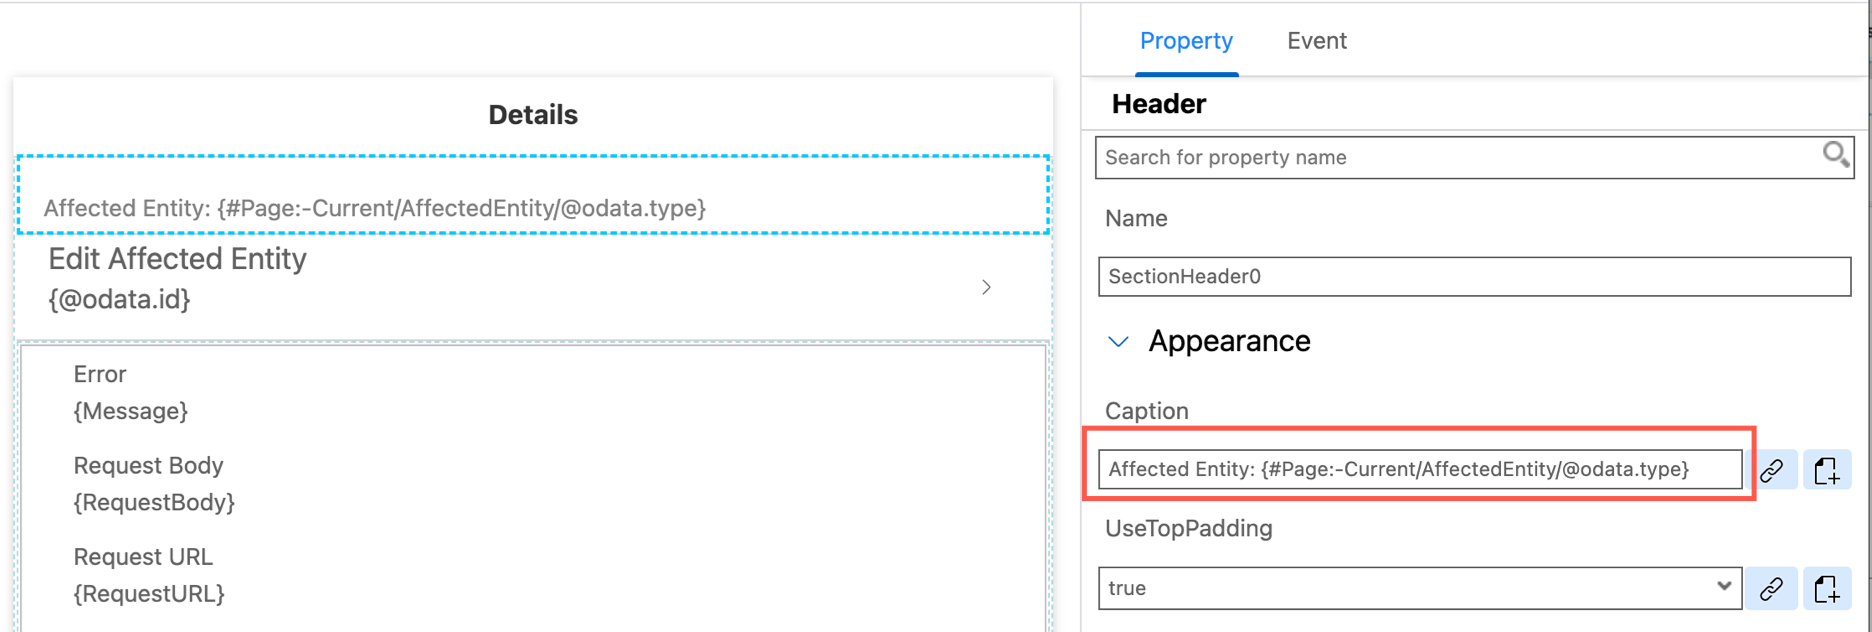 Details
Affected Entity: {#Page:-Current/AffectedEntity/@odata.type}
Edit Affected Entity
{@odata.id}
Error
{Message}
Request Body
{RequestBody}
Request URL
{RequestURL}
Property
Event
Header
Search for property name
Name
SectionHeader0
Appearance
Caption
Affected Entity: {#Page:-Current/AffectedEntity/@odata.type}
UseTopPadding
true